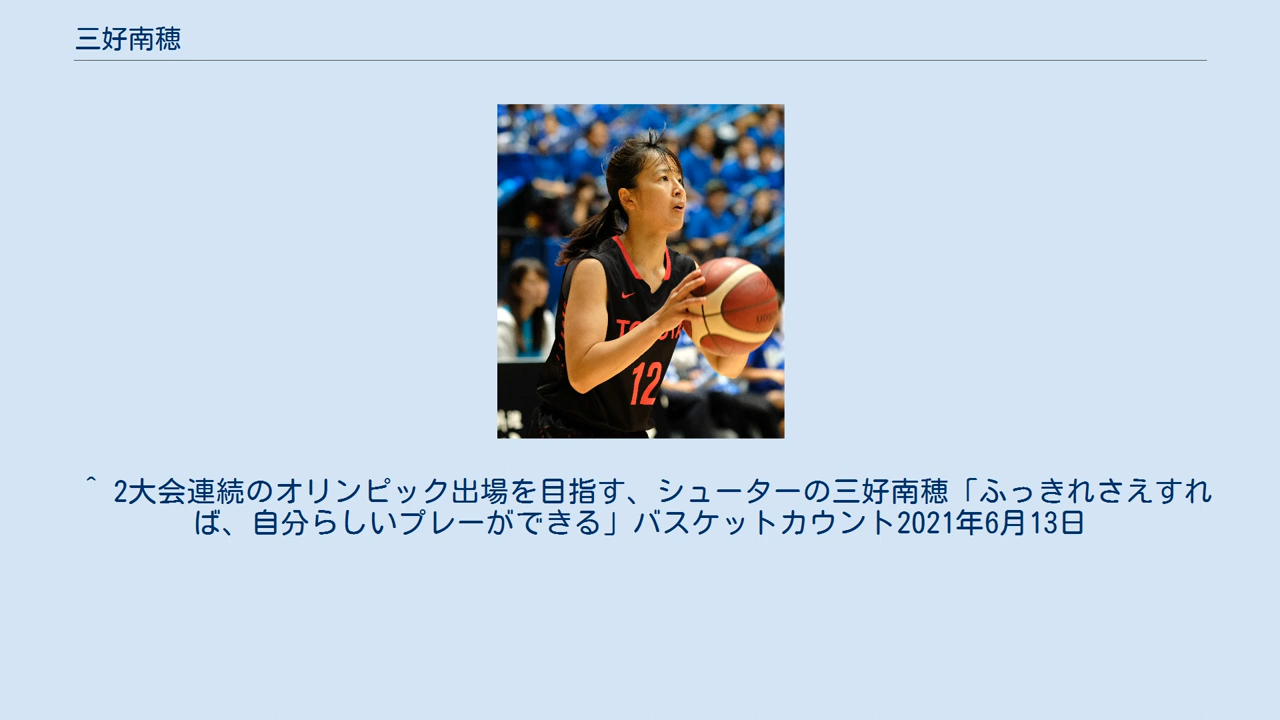 三好南穂
TOYOTA
12
^ 2大会連続のオリンピック出場を目指す、シューターの三好南穂「ふっきれさえすれ
ば、自分らしいプレーができる」バスケットカウント2021年6月13日